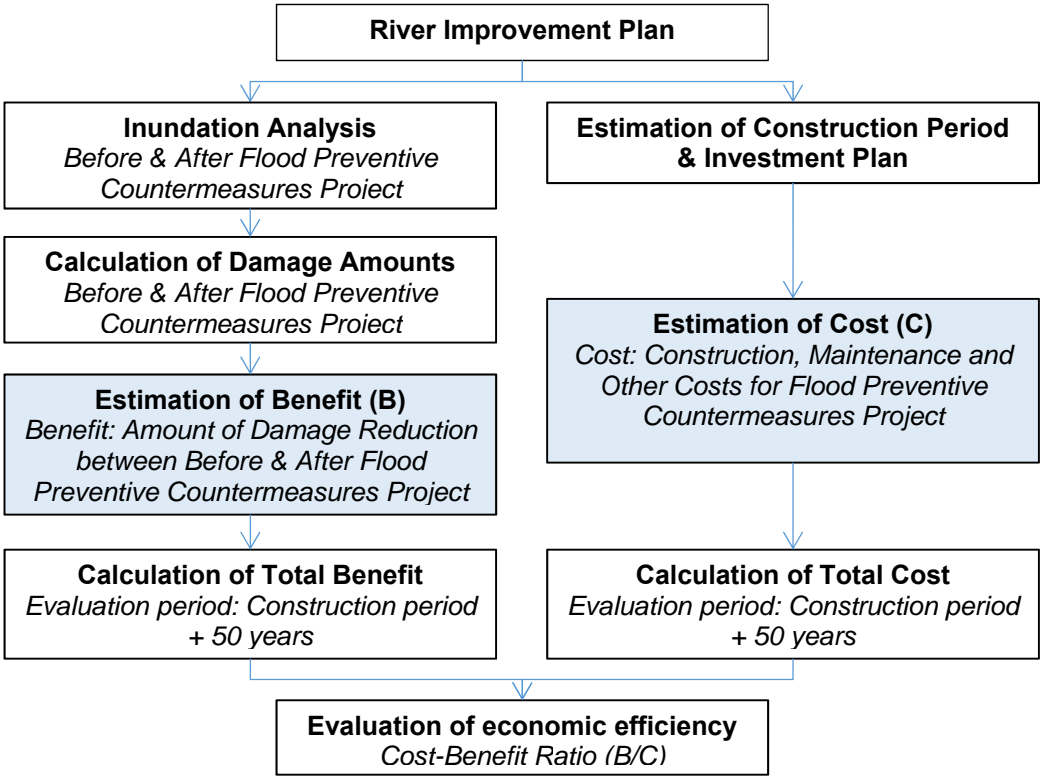 River Improvement Plan
Inundation Analysis
Before & After Flood Preventive
Countermeasures Project
Estimation of Construction Period
& Investment Plan
Calculation of Damage Amounts
Before & After Flood Preventive
Countermeasures Project
Estimation of Cost (C)
Cost: Construction, Maintenance and
Other Costs for Flood Preventive
Countermeasures Project
Estimation of Benefit (B)
Benefit: Amount of Damage Reduction
between Before & After Flood
Preventive Countermeasures Project
Calculation of Total Benefit
Evaluation period: Construction period
+ 50 years
Calculation of Total Cost
Evaluation period: Construction period
+ 50 years
Evaluation of economic efficiency
Cost-Benefit Ratio (B/C)